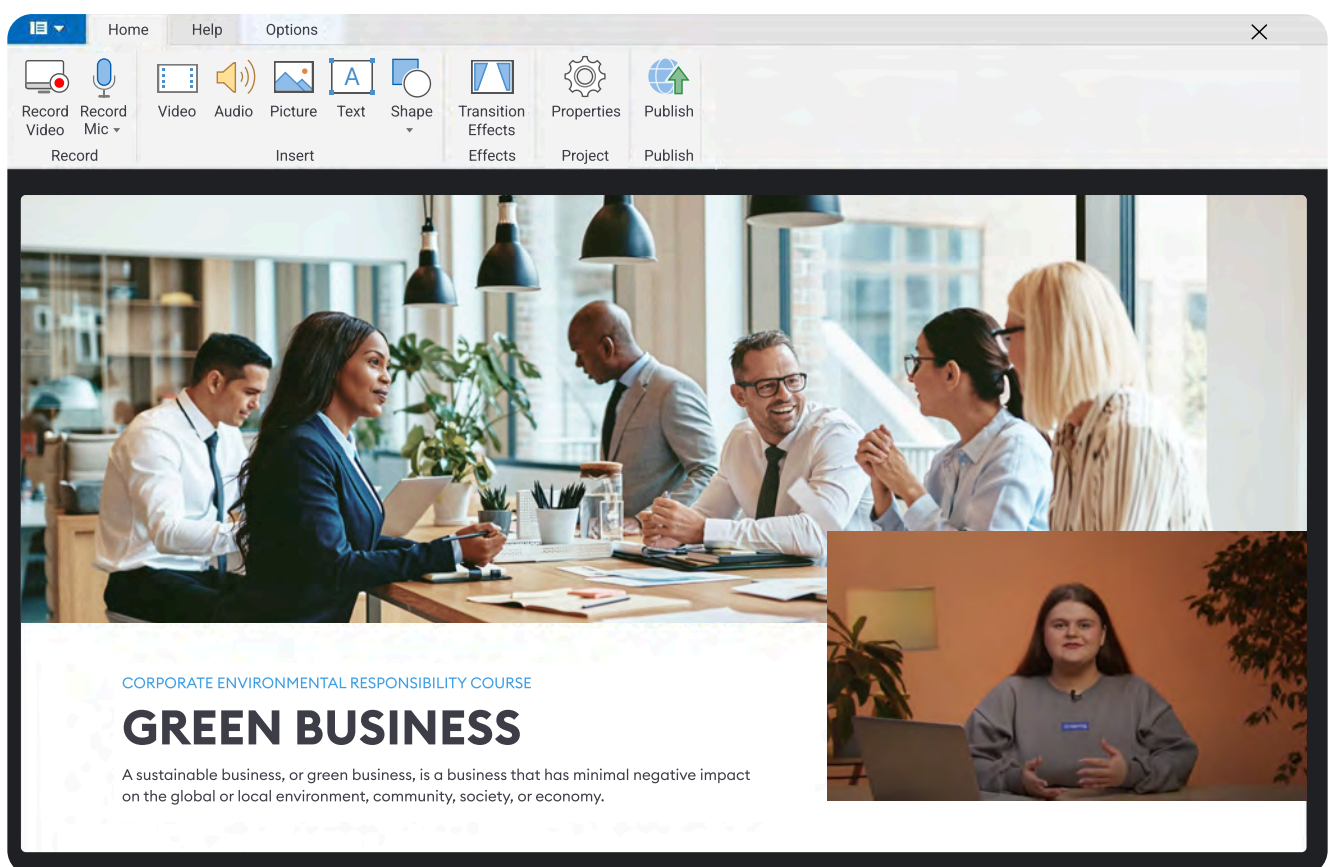 Home Help Options
Record Video
Record Mic
Video
Audio
Picture
A
Text
Shape
Transition Effects
Properties
Publish
Record Insert Effects Project Publish
CORPORATE ENVIRONMENTAL RESPONSIBILITY COURSE
GREEN BUSINESS
A sustainable business, or green business, is a business that has minimal negative impact
on the global or local environment, community, society, or economy.